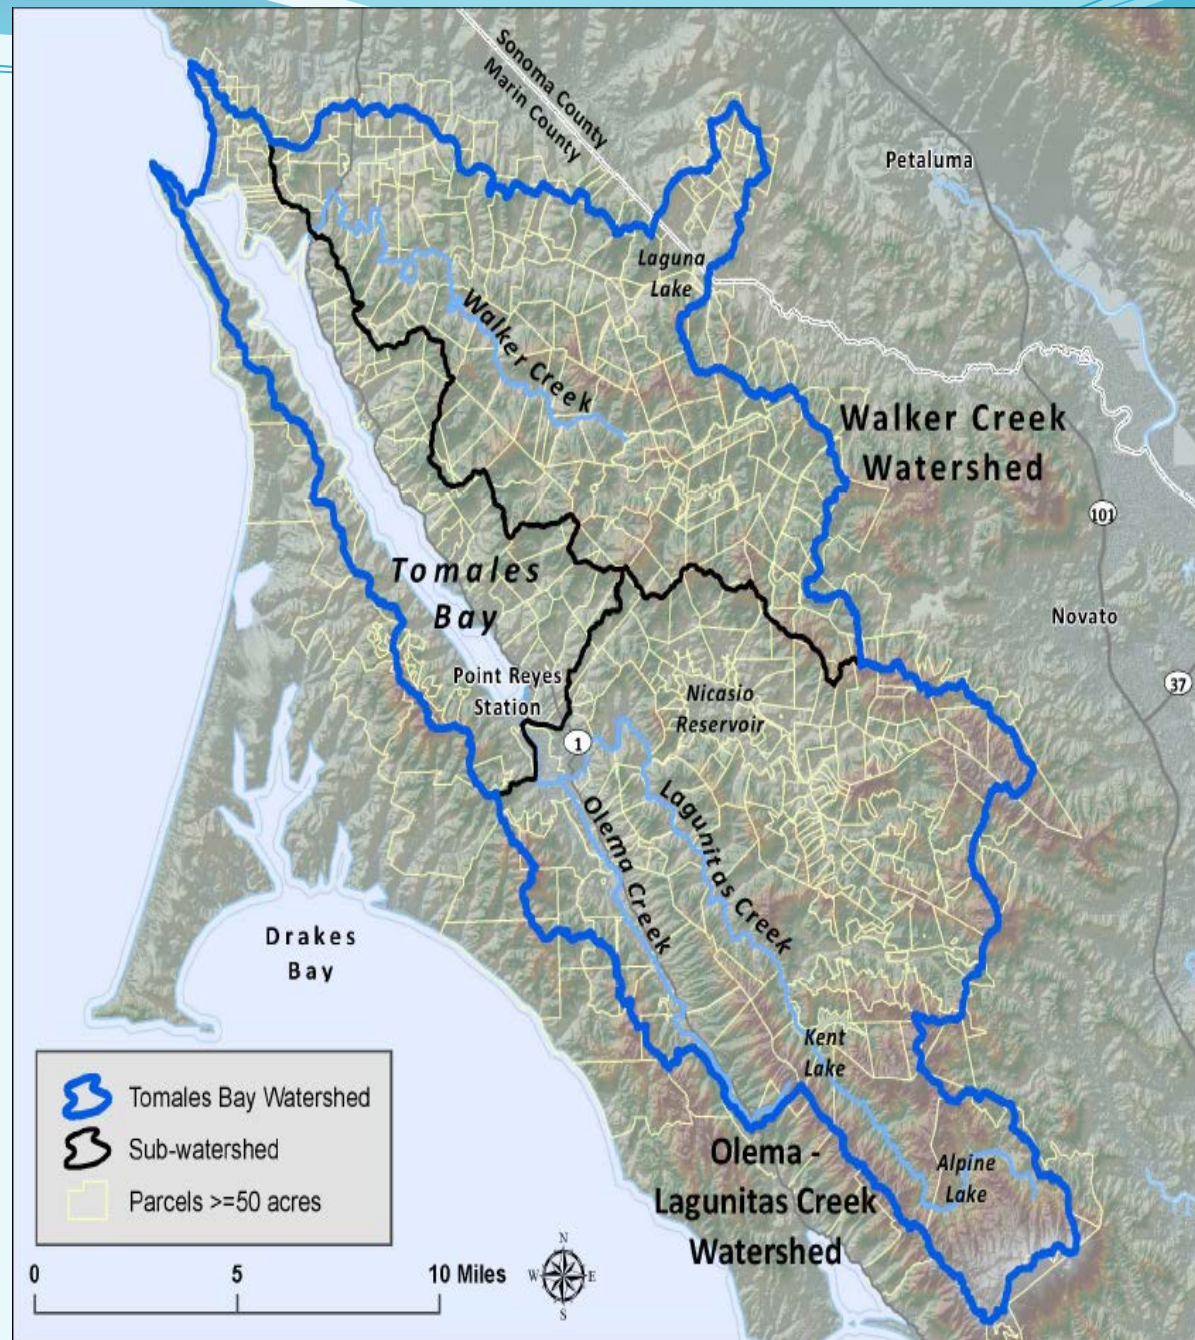 Sonoma County
Marin County
Petaluma
Laguna
Lake
Walker Creek
Walker Creek
Watershed
101
Tomales
Bay
Novato
Point Reyes
Station
Nicasio
Reservoir
37
1
Olema Creek
Lagunitas Creek
Drakes
Bay
Kent
Lake
Tomales Bay Watershed
Sub-watershed
Parcels >=50 acres
Olema -
Lagunitas Creek
Watershed
Alpine
Lake
0 5 10 Miles
N
W E
S